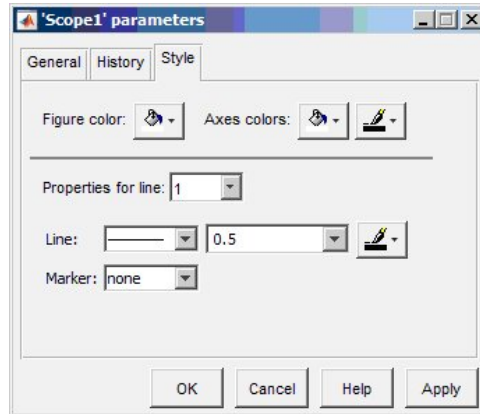 'Scope1' parameters
General History Style
Figure color: Axes colors:
Properties for line: 1
Line: 0.5
Marker: none
OK Cancel Help Apply